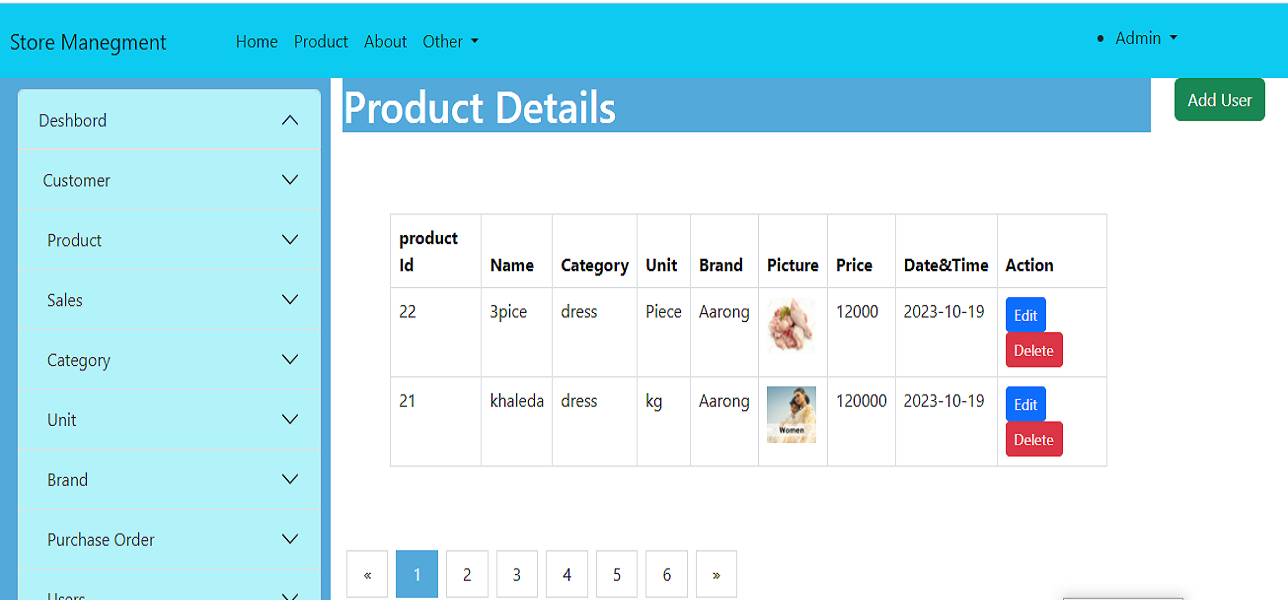 Store Manegment Home Product About Other • Admin
Deshbord
Customer
Product
Sales
Category
Unit
Brand
Purchase Order
Users
Product Details
Add User
product Id Name Category Unit Brand Picture Price Date&Time Action
22 3pice dress Piece Aarong 12000 2023-10-19 Edit
Delete
21 khaleda dress kg Aarong Women 120000 2023-10-19 Edit
Delete
« 1 2 3 4 5 6 »